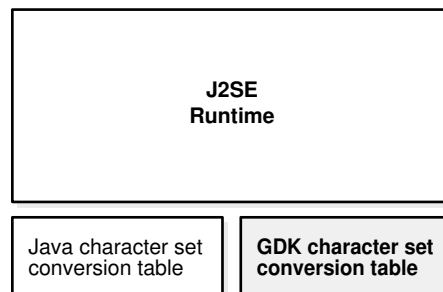 J2SE
Runtime
Java character set
conversion table
GDK character set
conversion table